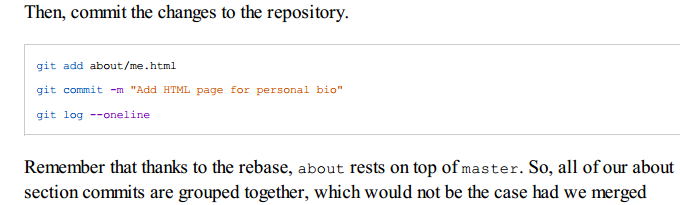 Then, commit the changes to the repository.
git add about/me.html
git commit -m "Add HTML page for personal bio"
git log --oneline
Remember that thanks to the rebase, about rests on top of master. So, all of our about
section commits are grouped together, which would not be the case had we merged